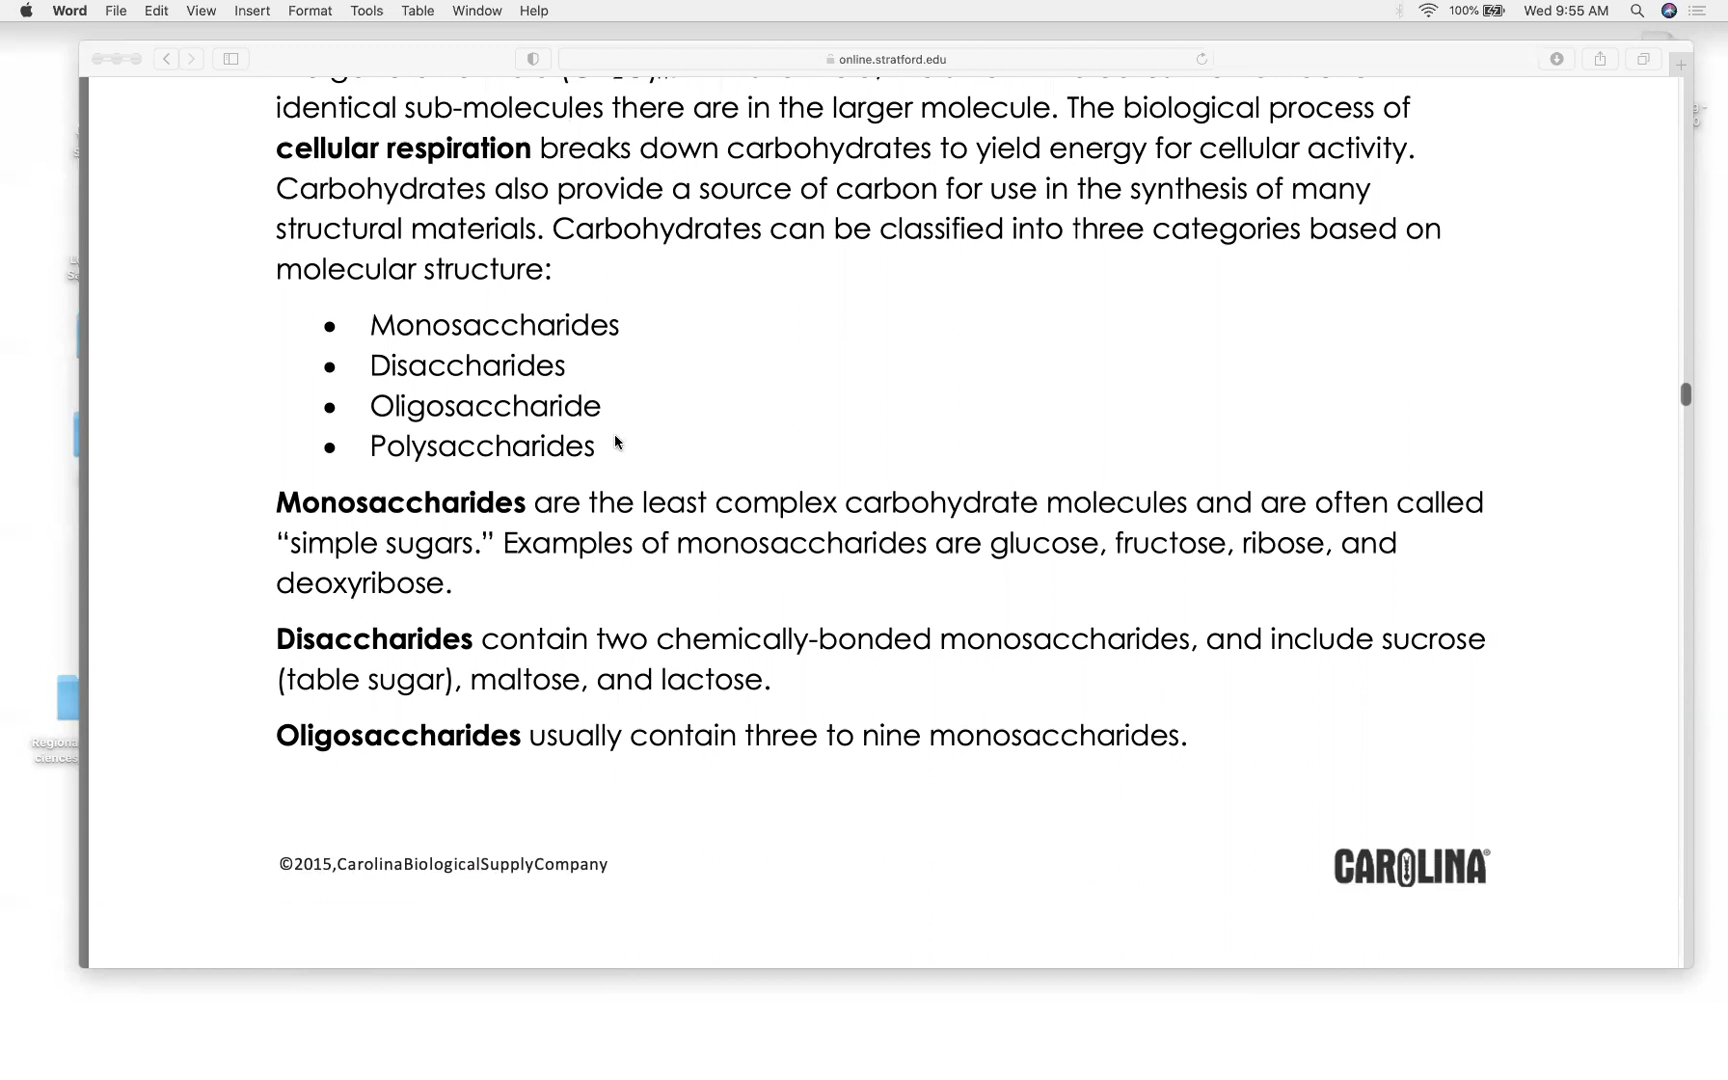 Word File Edit View Insert Format Tools Table Window Help 100% Wed 9:55 AM
online.stratford.edu
identical sub-molecules there are in the larger molecule. The biological process of
cellular respiration breaks down carbohydrates to yield energy for cellular activity.
Carbohydrates also provide a source of carbon for use in the synthesis of many
structural materials. Carbohydrates can be classified into three categories based on
molecular structure:
• Monosaccharides
• Disaccharides
• Oligosaccharide
• Polysaccharides
Monosaccharides are the least complex carbohydrate molecules and are often called
“simple sugars.” Examples of monosaccharides are glucose, fructose, ribose, and
deoxyribose.
Disaccharides contain two chemically-bonded monosaccharides, and include sucrose
(table sugar), maltose, and lactose.
Oligosaccharides usually contain three to nine monosaccharides.
Regiona
ciences
©2015,CarolinaBiologicalSupplyCompany
CAROLINA®